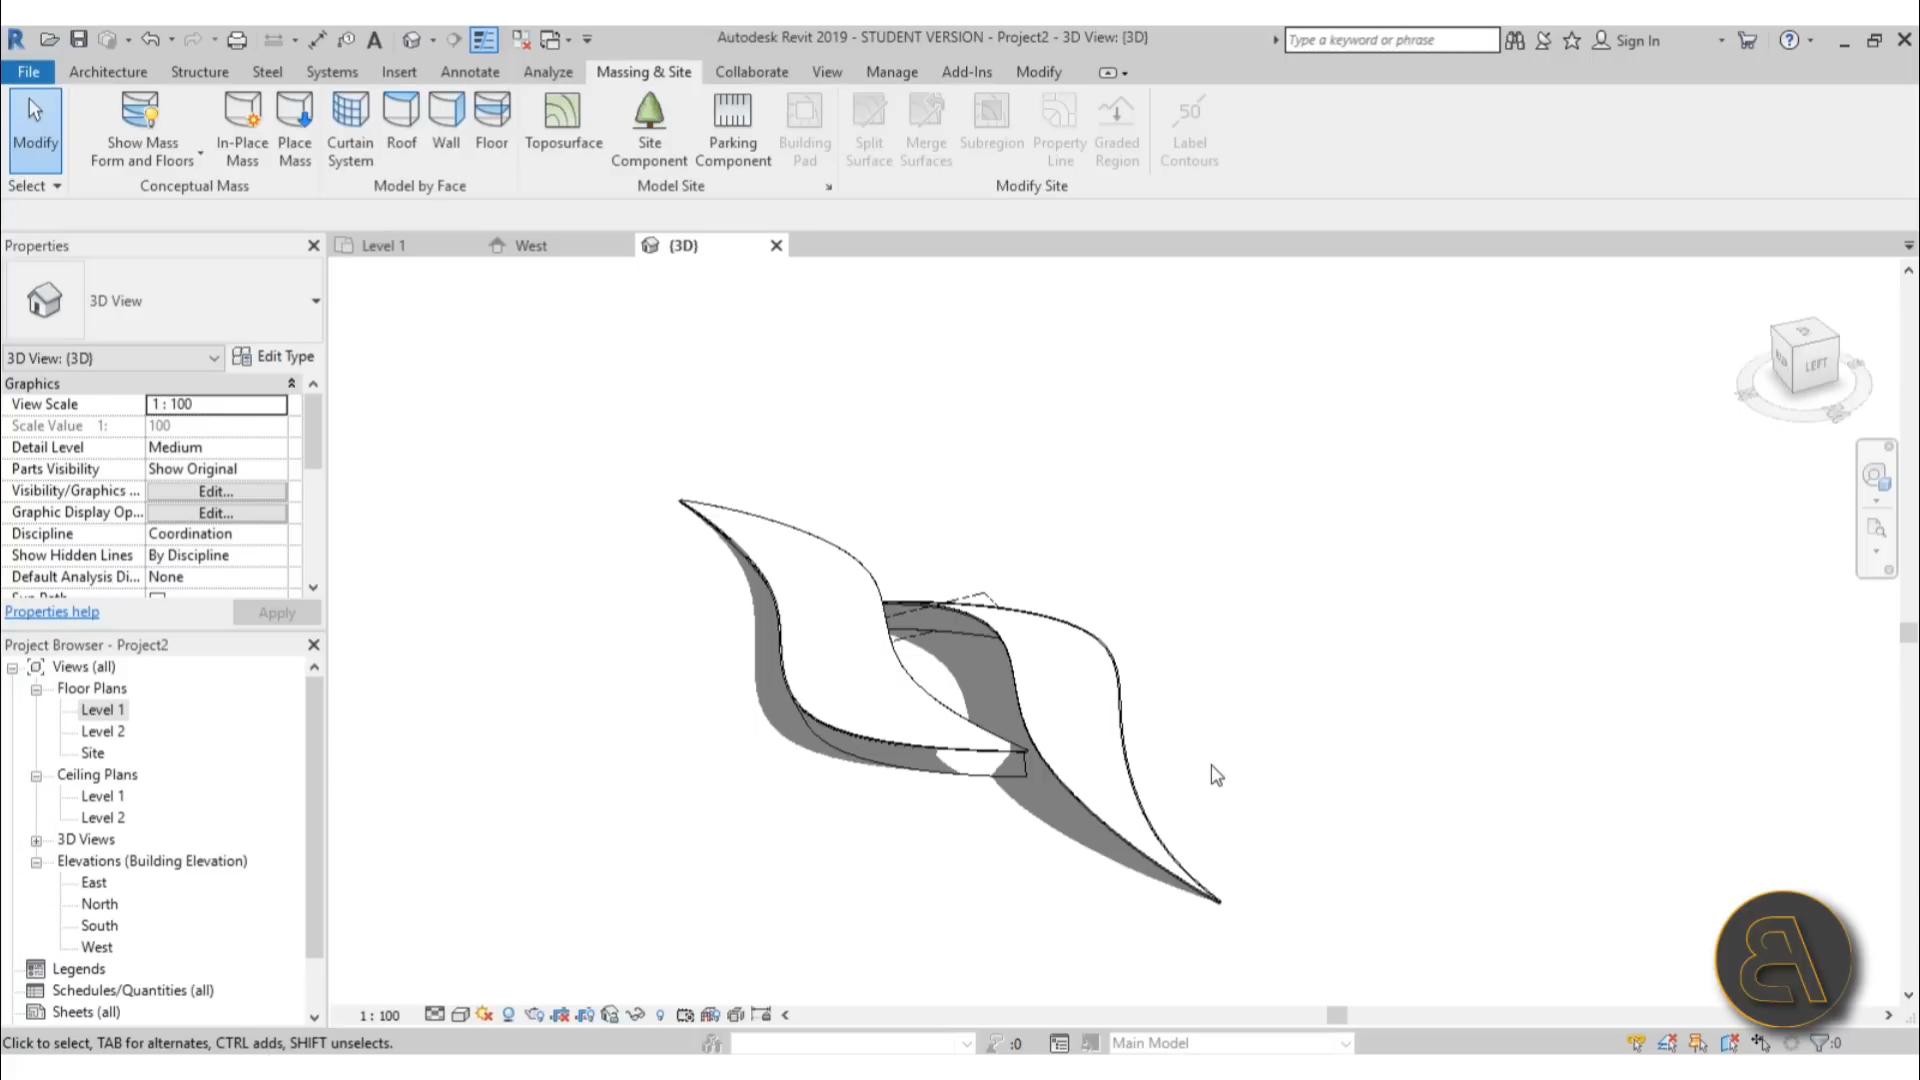 Autodesk Revit 2019 - STUDENT VERSION - Project2 - 3D View: {3D}
Type a keyword or phrase
Sign In
File Architecture Structure Steel Systems Insert Annotate Analyze Massing & Site Collaborate View Manage Add-Ins Modify
Modify
Show Mass Form and Floors
In-Place Mass
Place Mass
Curtain System
Roof
Wall
Floor
Toposurface
Site Component
Parking Component
Building Pad
Split Surface
Merge Surfaces
Subregion
Property Line
Graded Region
Label Contours
Select
Conceptual Mass
Model by Face
Model Site
Modify Site
Properties
Level 1
West
{3D}
3D View
3D View: {3D}
Edit Type
Graphics
View Scale 1 : 100
Scale Value 1: 100
Detail Level Medium
Parts Visibility Show Original
Visibility/Graphics ... Edit...
Graphic Display Op... Edit...
Discipline Coordination
Show Hidden Lines By Discipline
Default Analysis Di... None
Properties help
Apply
LEFT
Project Browser - Project2
Views (all)
Floor Plans
Level 1
Level 2
Site
Ceiling Plans
Level 1
Level 2
3D Views
Elevations (Building Elevation)
East
North
South
West
Legends
Schedules/Quantities (all)
Sheets (all)
1 : 100
Click to select, TAB for alternates, CTRL adds, SHIFT unselects.
:0
Main Model
:0